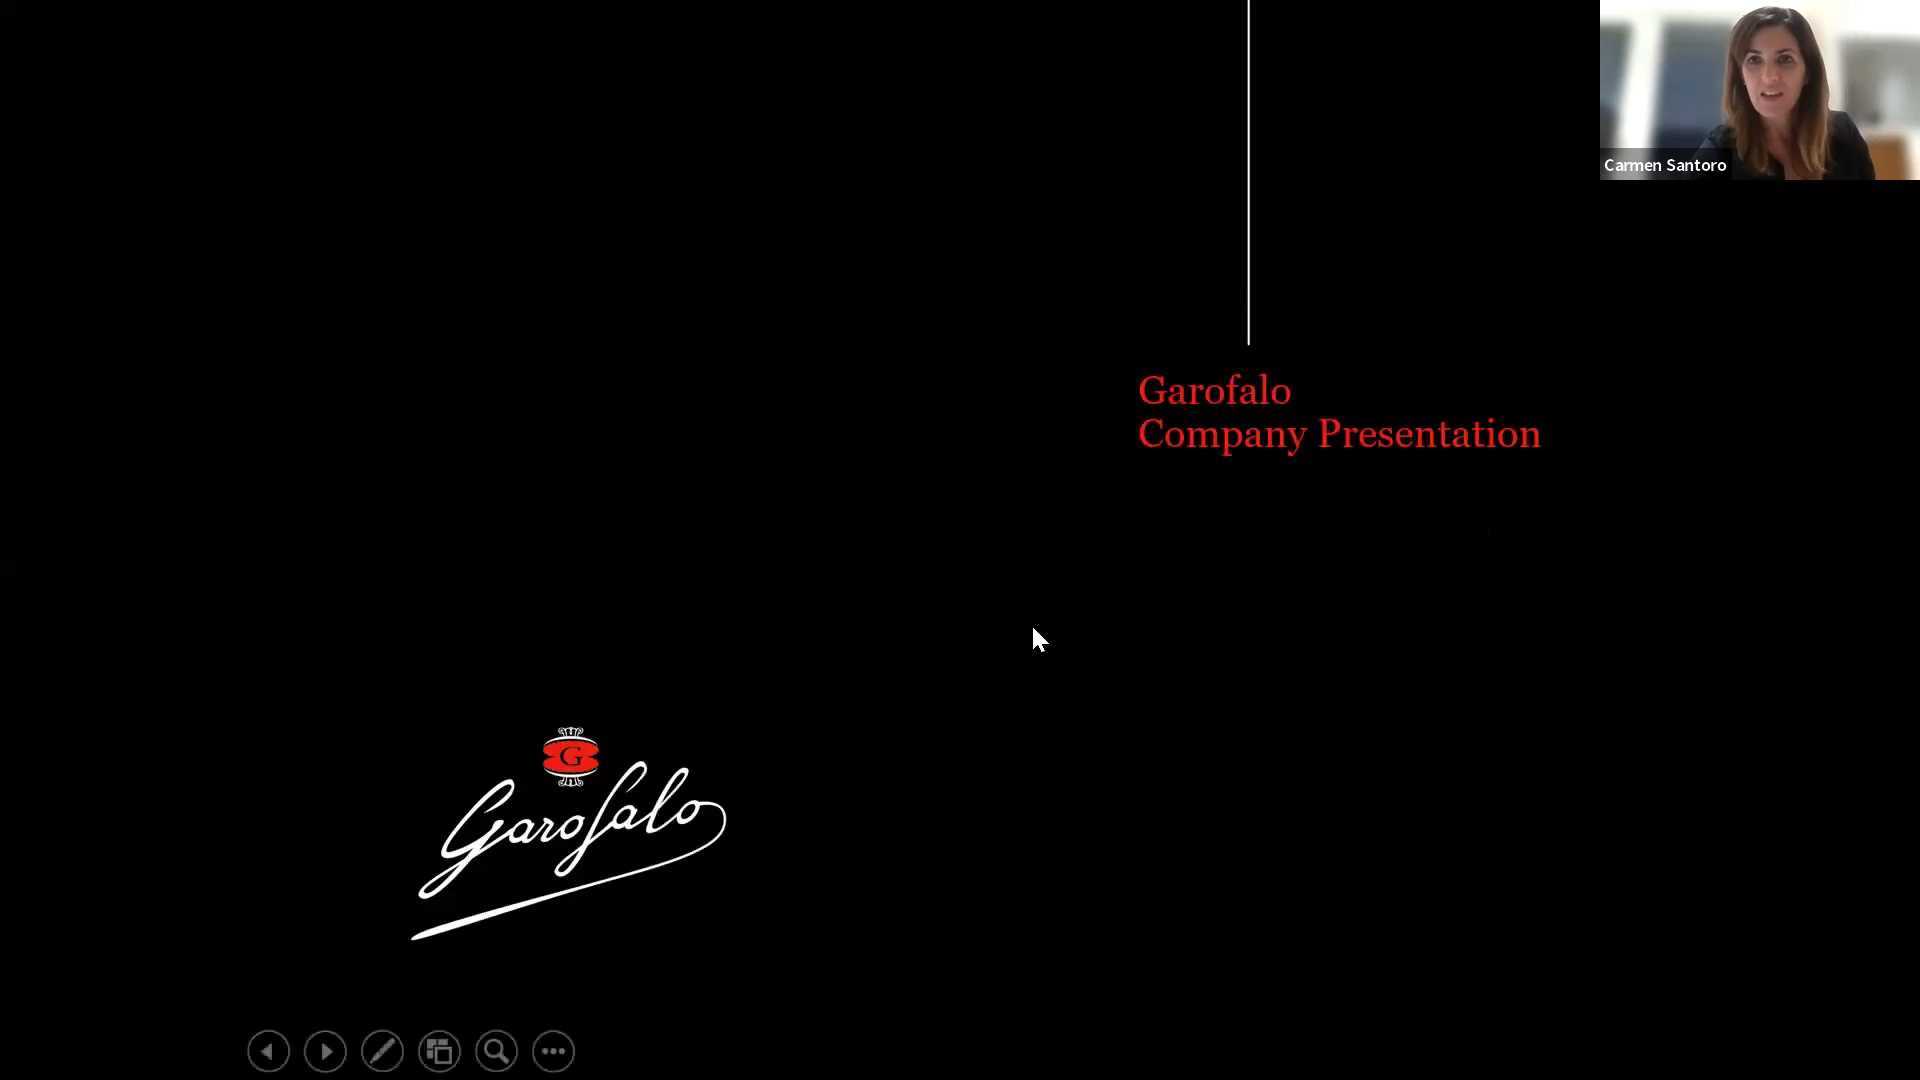 Carmen Santoro
Garofalo
Company Presentation
G
Garofalo